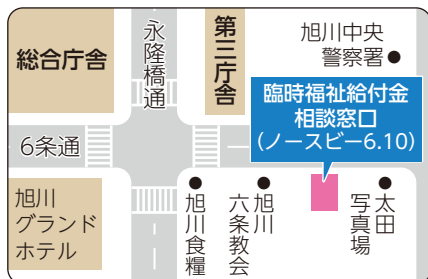 総合庁舎
永隆橋通
第三庁舎
旭川中央
警察署
臨時福祉給付金
相談窓口
(ノースビー6.10)
6条通
旭川
グランド
ホテル
旭川食糧
旭川
六条教会
太田
写真場